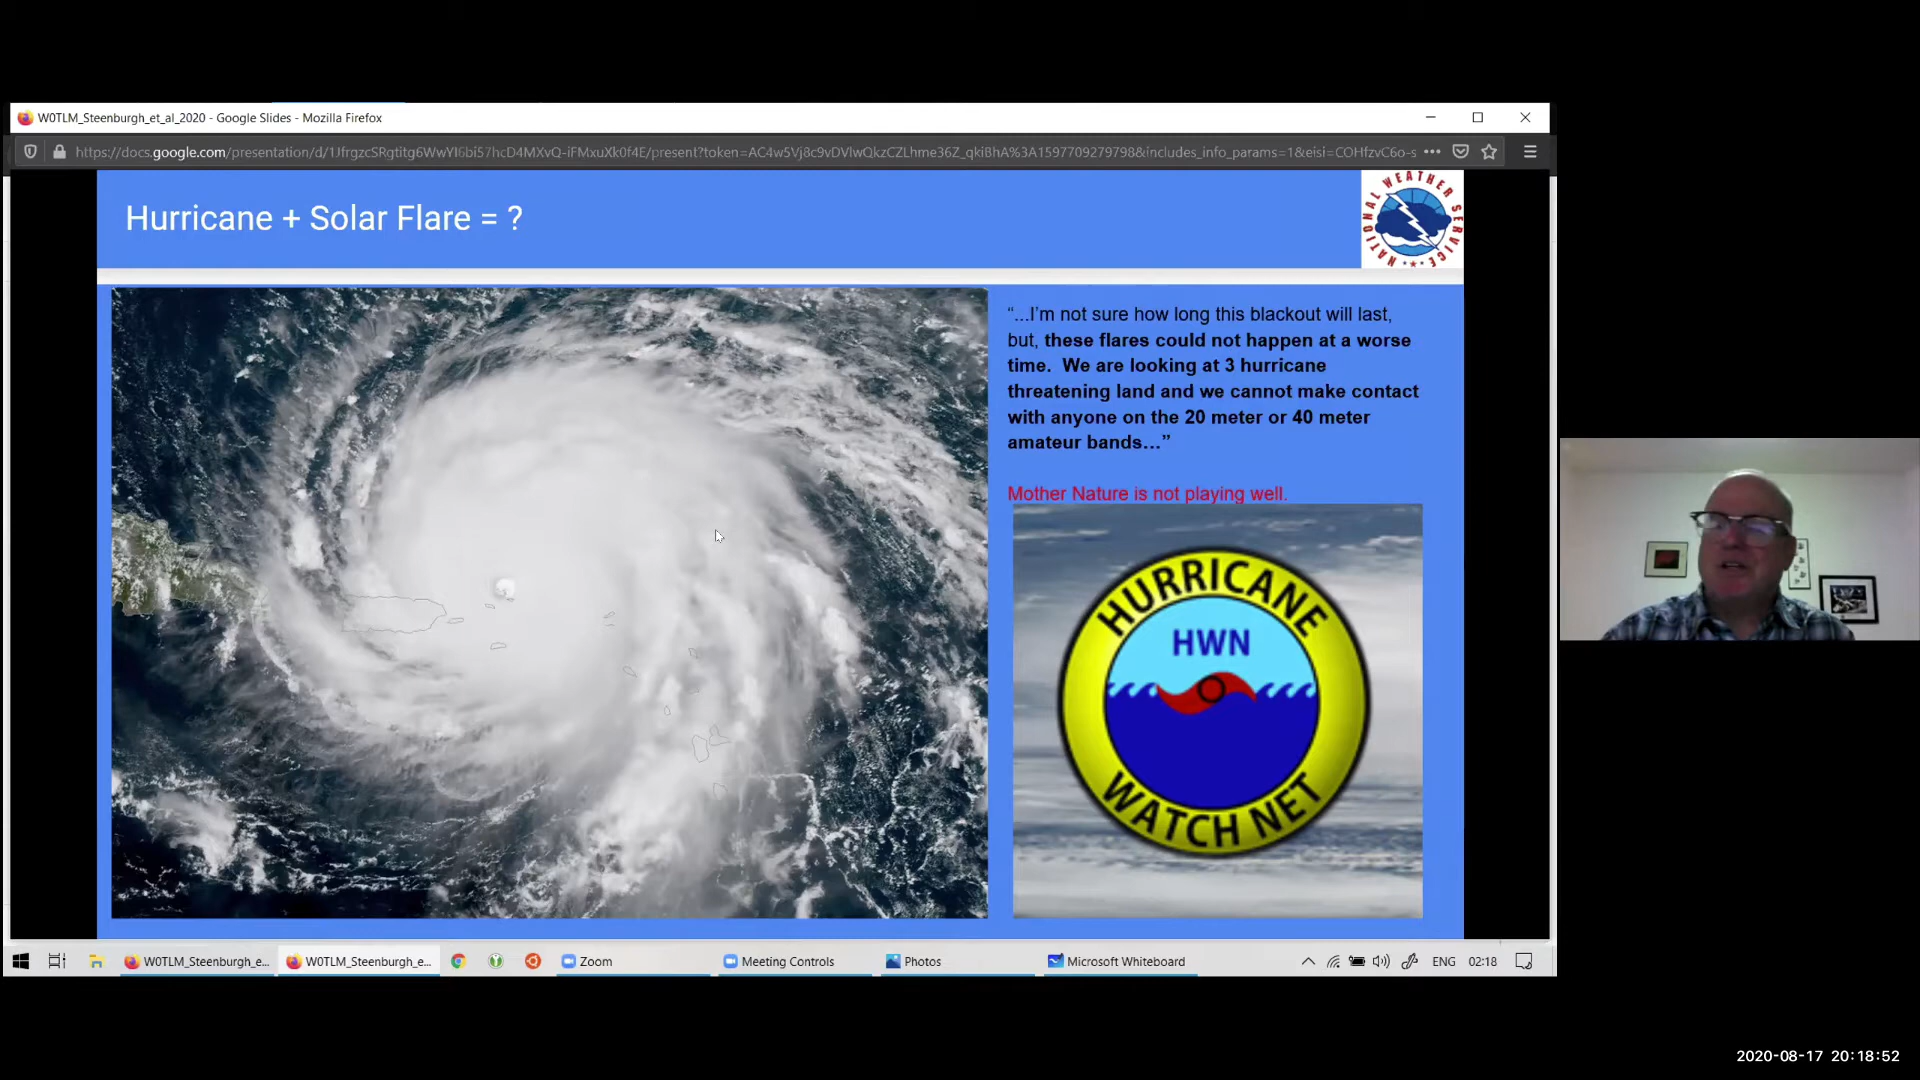 W0TLM_Steenburgh_et_al_2020 - Google Slides - Mozilla Firefox
Hurricane + Solar Flare = ?
NATIONAL WEATHER SERVICE
“...I’m not sure how long this blackout will last,
but, these flares could not happen at a worse
time.  We are looking at 3 hurricane
threatening land and we cannot make contact
with anyone on the 20 meter or 40 meter
amateur bands…”
Mother Nature is not playing well.
HURRICANE
HWN
WATCH NET
W0TLM_Steenburgh_e...
W0TLM_Steenburgh_e...
Zoom
Meeting Controls
Photos
Microsoft Whiteboard
ENG
02:18
2020-08-17 20:18:52